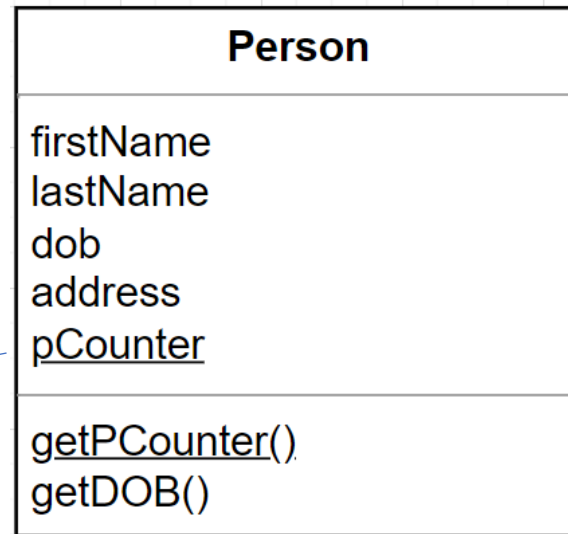 Person
firstName
lastName
dob
address
pCounter
getPCounter()
getDOB()